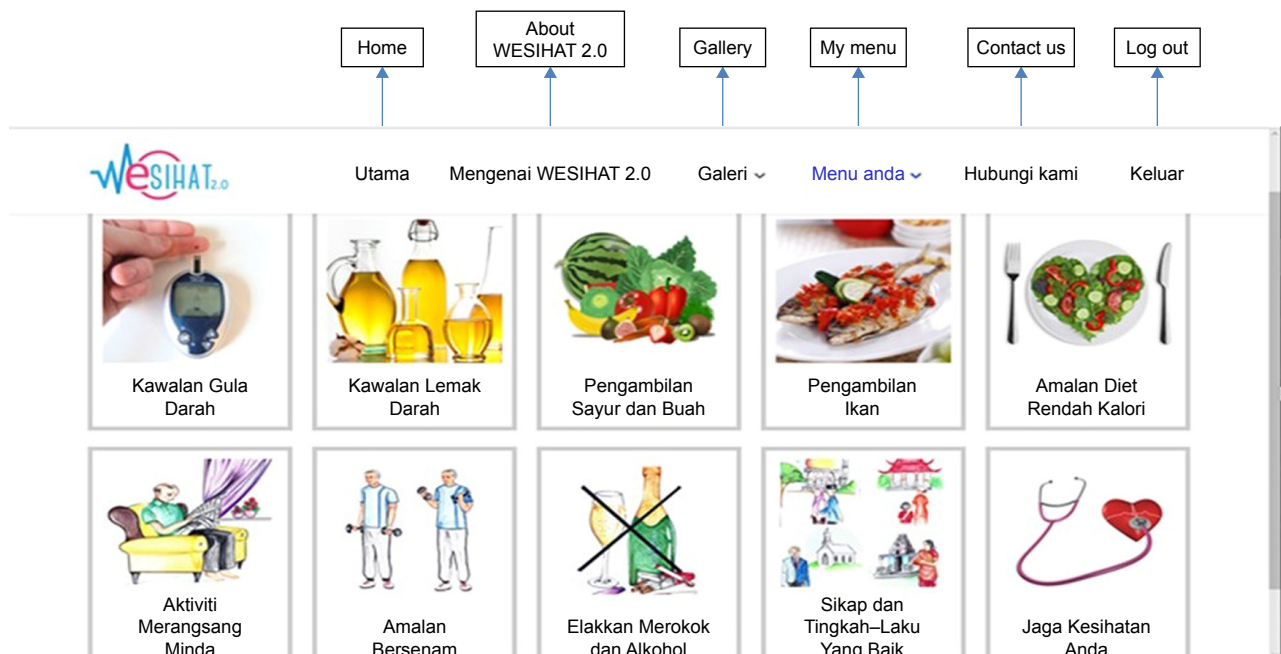 Home
About
WESIHAT 2.0
Gallery
My menu
Contact us
Log out
WeSIHAT2.0
Utama
Mengenai WESIHAT 2.0
Galeri
Menu anda
Hubungi kami
Keluar
Kawalan Gula
Darah
Kawalan Lemak
Darah
Pengambilan
Sayur dan Buah
Pengambilan
Ikan
Amalan Diet
Rendah Kalori
Aktiviti
Merangsang
Minda
Amalan
Bersenam
Elakkan Merokok
dan Alkohol
Sikap dan
Tingkah–Laku
Yang Baik
Jaga Kesihatan
Anda